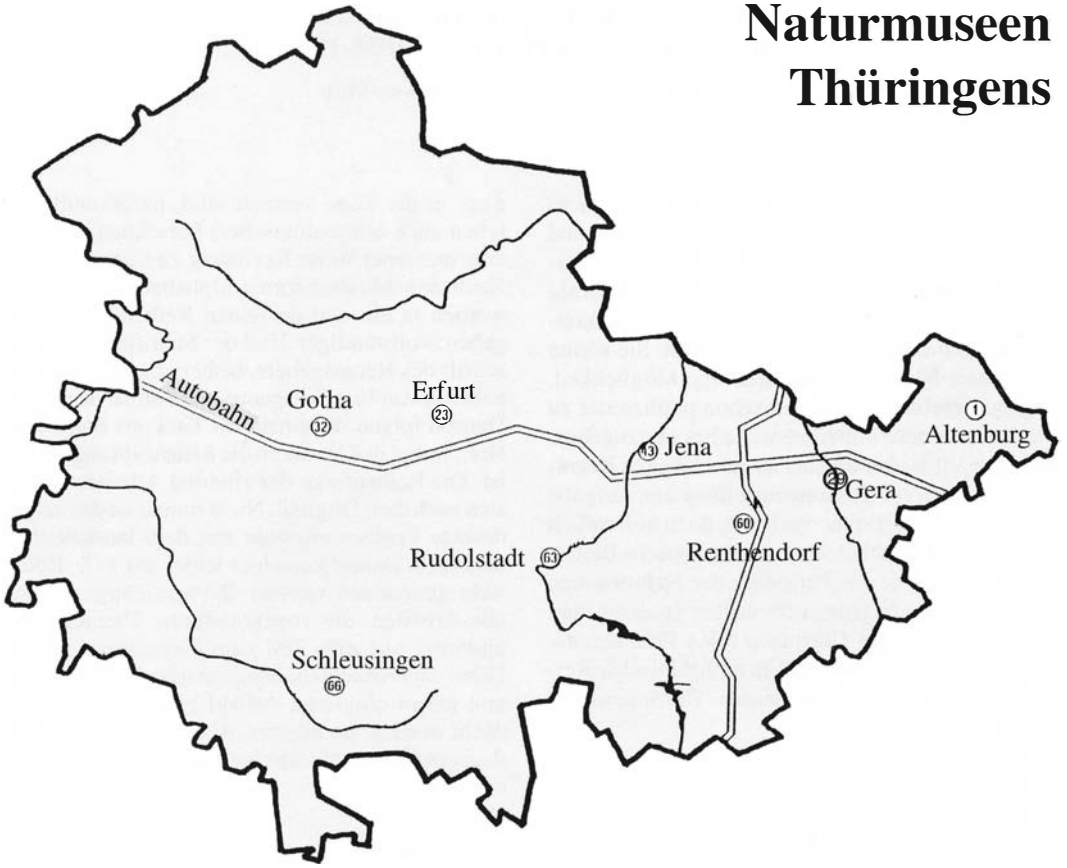 Naturmuseen
Thüringens
Autobahn
Gotha
32
Erfurt
23
1
Altenburg
43
Jena
29
Gera
60
Renthendorf
Rudolstadt 63
Schleusingen
66